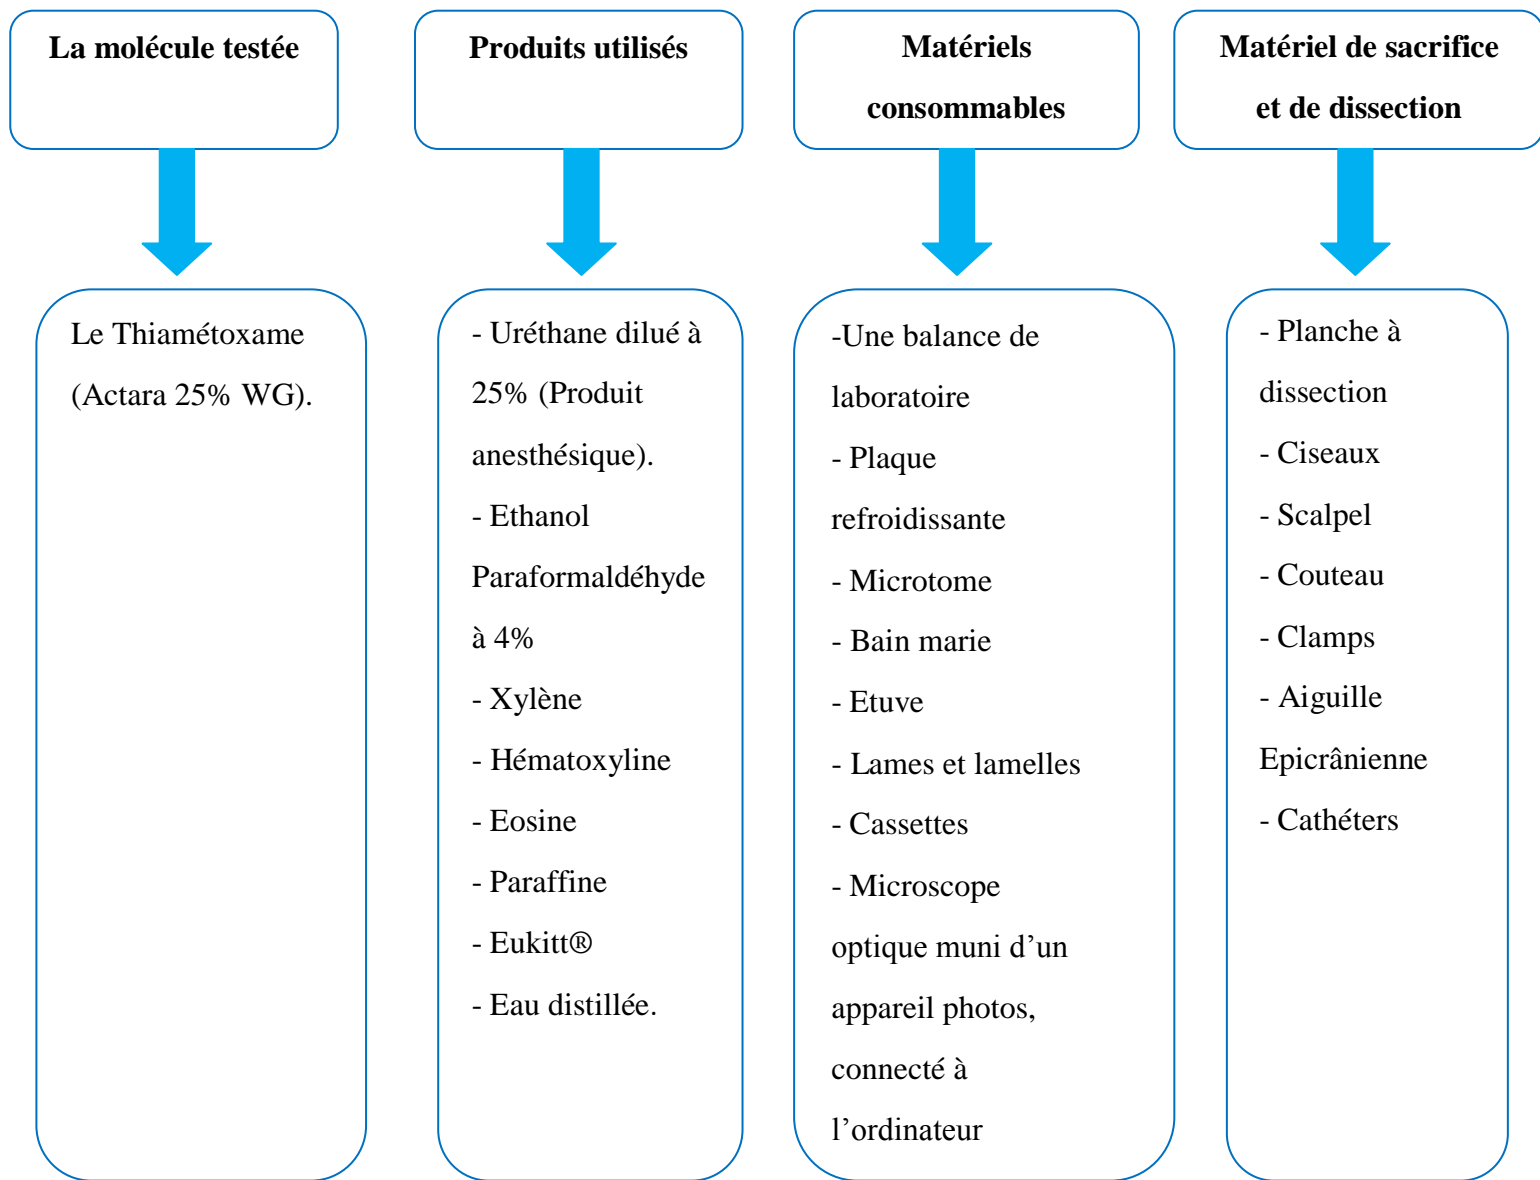 La molécule testée
Le Thiamétoxame
(Actara 25% WG).
Produits utilisés
- Uréthane dilué à
25% (Produit
anesthésique).
- Ethanol
Paraformaldéhyde
à 4%
- Xylène
- Hématoxyline
- Eosine
- Paraffine
- Eukitt®
- Eau distillée.
Matériels
consommables
-Une balance de
laboratoire
- Plaque
refroidissante
- Microtome
- Bain marie
- Etuve
- Lames et lamelles
- Cassettes
- Microscope
optique muni d’un
appareil photos,
connecté à
l’ordinateur
Matériel de sacrifice
et de dissection
- Planche à
dissection
- Ciseaux
- Scalpel
- Couteau
- Clamps
- Aiguille
Epicrânienne
- Cathéters